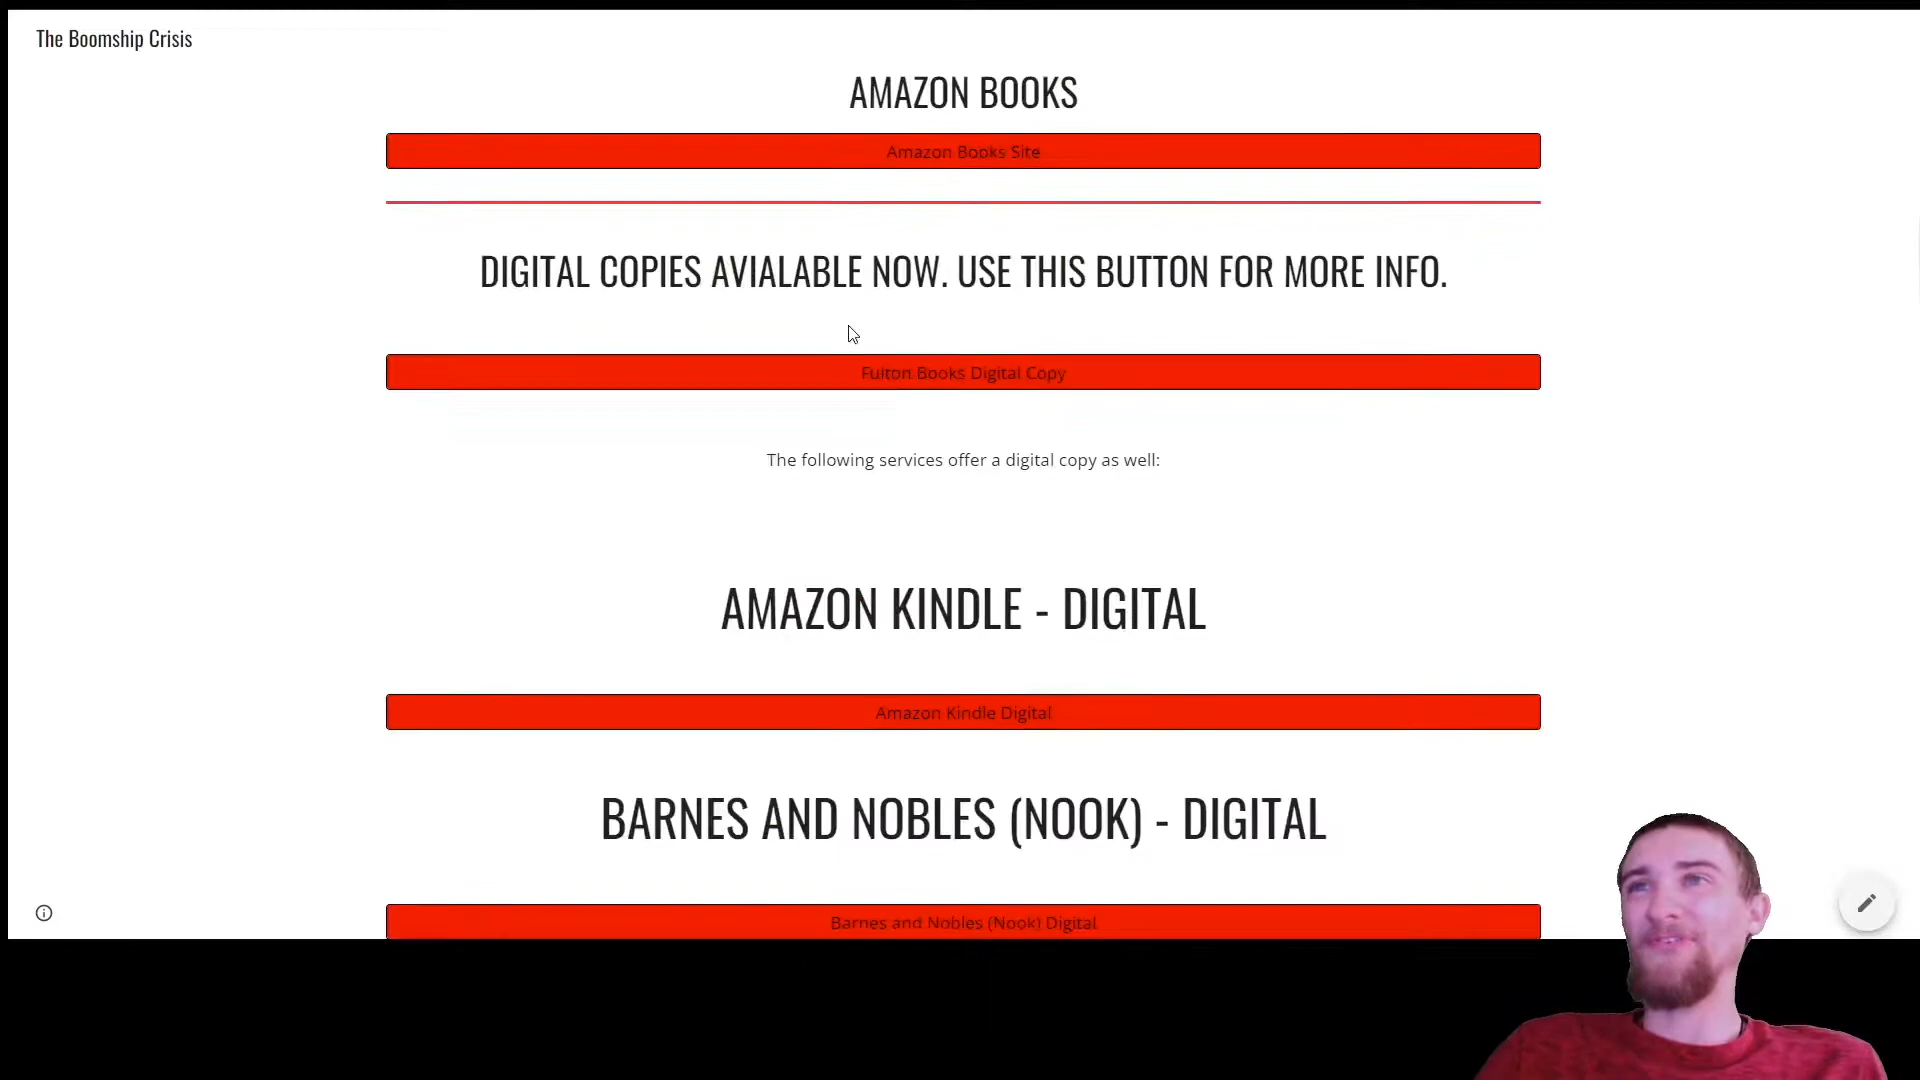 The Boomship Crisis
AMAZON BOOKS
Amazon Books Site
DIGITAL COPIES AVIALABLE NOW. USE THIS BUTTON FOR MORE INFO.
Fulton Books Digital Copy
The following services offer a digital copy as well:
AMAZON KINDLE - DIGITAL
Amazon Kindle Digital
BARNES AND NOBLES (NOOK) - DIGITAL
Barnes and Nobles (Nook) Digital